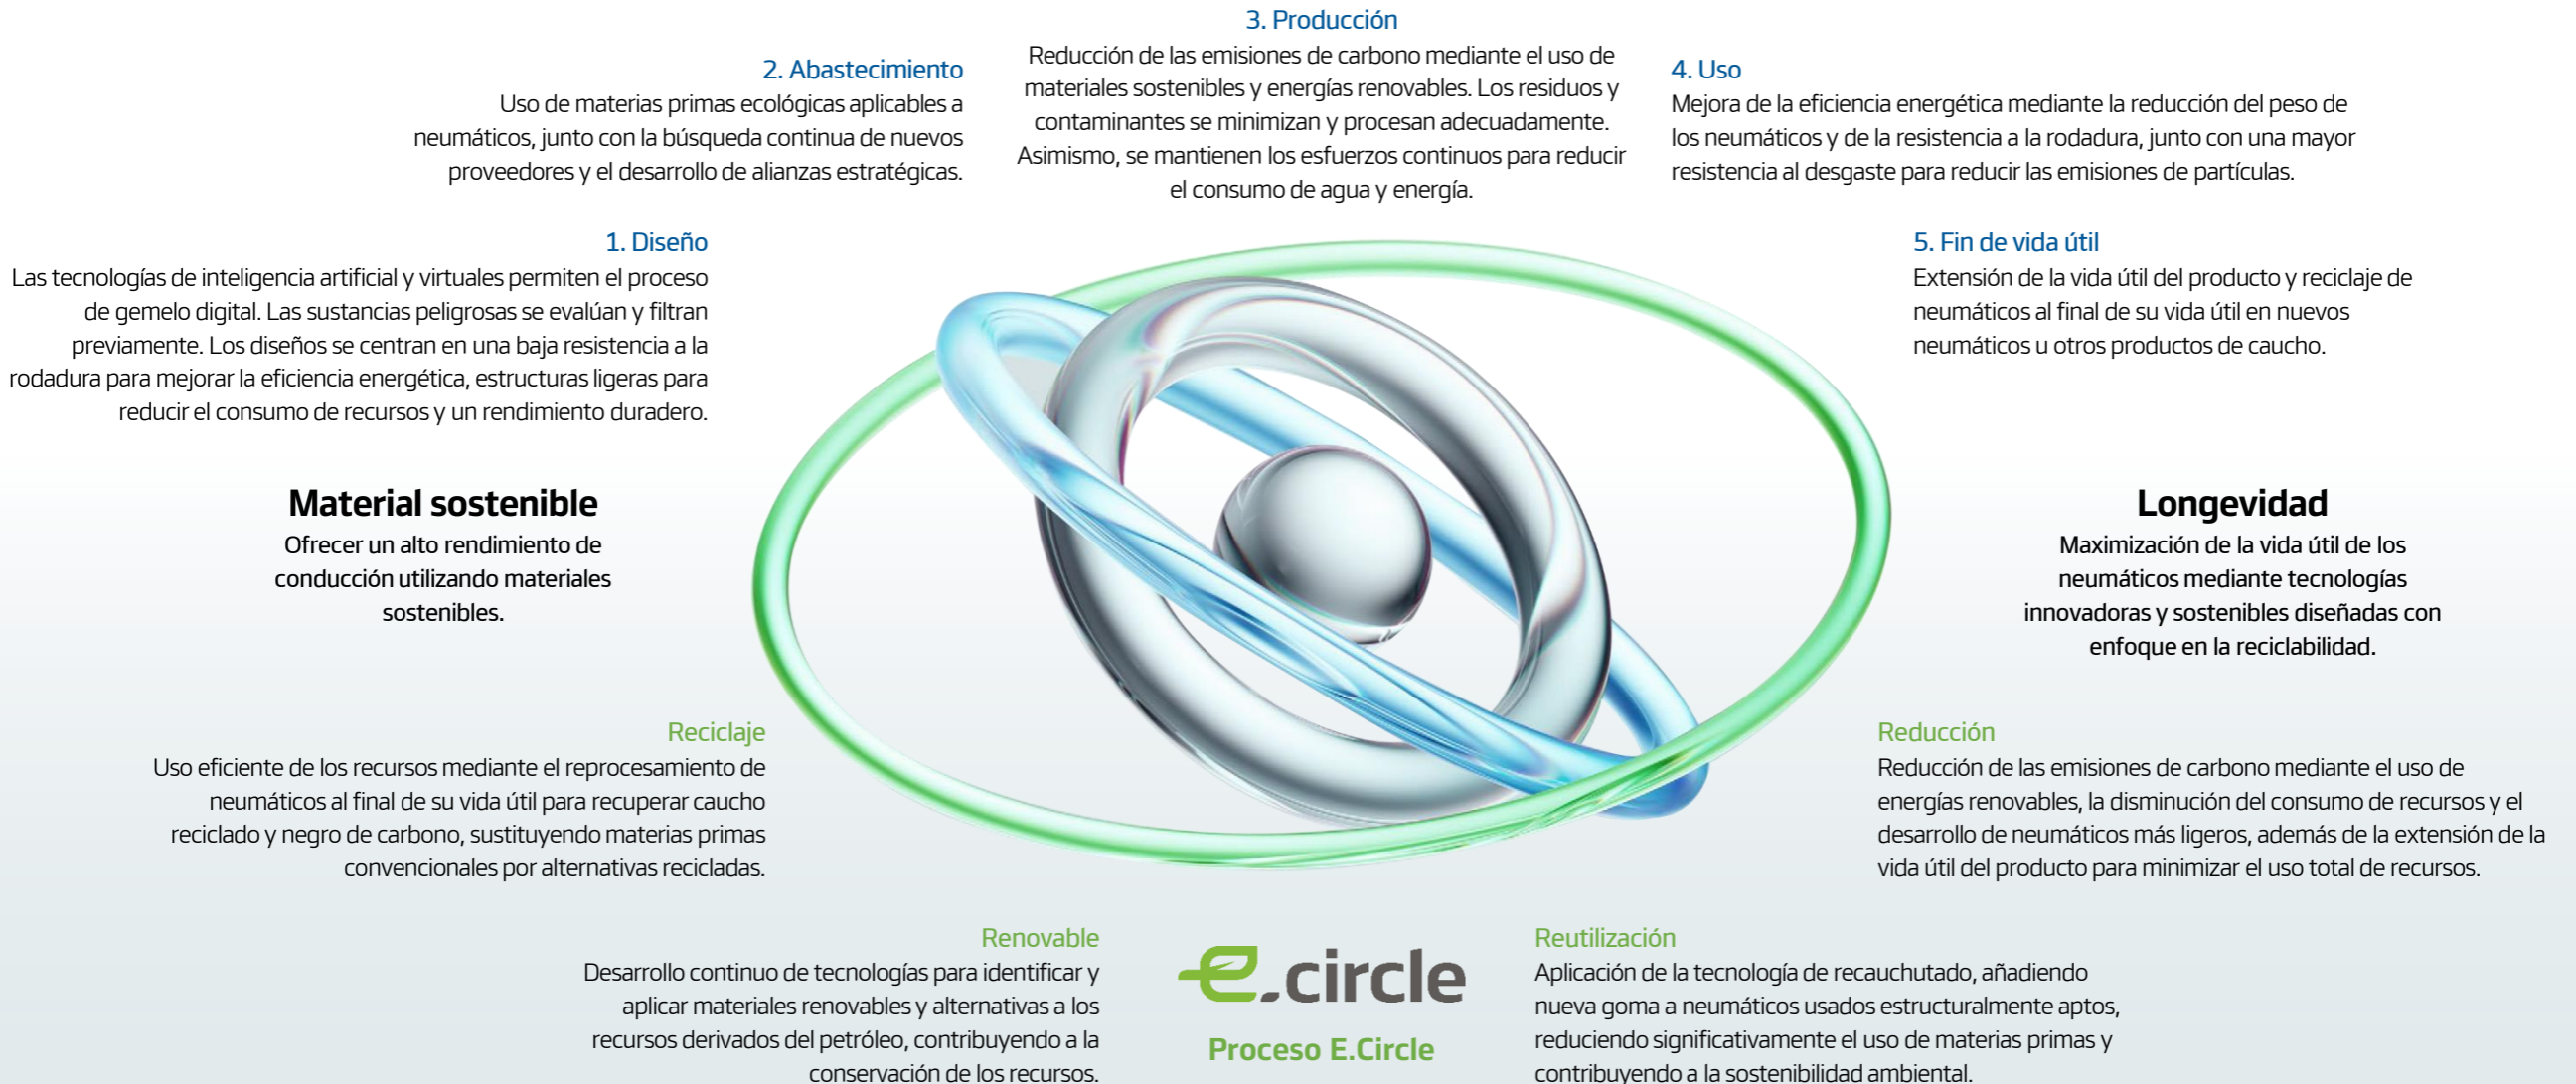 3. Producción
Reducción de las emisiones de carbono mediante el uso de
materiales sostenibles y energías renovables. Los residuos y
contaminantes se minimizan y procesan adecuadamente.
Asimismo, se mantienen los esfuerzos continuos para reducir
el consumo de agua y energía.
2. Abastecimiento
Uso de materias primas ecológicas aplicables a
neumáticos, junto con la búsqueda continua de nuevos
proveedores y el desarrollo de alianzas estratégicas.
4. Uso
Mejora de la eficiencia energética mediante la reducción del peso de
los neumáticos y de la resistencia a la rodadura, junto con una mayor
resistencia al desgaste para reducir las emisiones de partículas.
1. Diseño
Las tecnologías de inteligencia artificial y virtuales permiten el proceso
de gemelo digital. Las sustancias peligrosas se evalúan y filtran
previamente. Los diseños se centran en una baja resistencia a la
rodadura para mejorar la eficiencia energética, estructuras ligeras para
reducir el consumo de recursos y un rendimiento duradero.
5. Fin de vida útil
Extensión de la vida útil del producto y reciclaje de
neumáticos al final de su vida útil en nuevos
neumáticos u otros productos de caucho.
Material sostenible
Ofrecer un alto rendimiento de
conducción utilizando materiales
sostenibles.
Longevidad
Maximización de la vida útil de los
neumáticos mediante tecnologías
innovadoras y sostenibles diseñadas con
enfoque en la reciclabilidad.
Reciclaje
Uso eficiente de los recursos mediante el reprocesamiento de
neumáticos al final de su vida útil para recuperar caucho
reciclado y negro de carbono, sustituyendo materias primas
convencionales por alternativas recicladas.
Reducción
Reducción de las emisiones de carbono mediante el uso de
energías renovables, la disminución del consumo de recursos y el
desarrollo de neumáticos más ligeros, además de la extensión de la
vida útil del producto para minimizar el uso total de recursos.
Renovable
Desarrollo continuo de tecnologías para identificar y
aplicar materiales renovables y alternativas a los
recursos derivados del petróleo, contribuyendo a la
conservación de los recursos.
e.circle
Proceso E.Circle
Reutilización
Aplicación de la tecnología de recauchutado, añadiendo
nueva goma a neumáticos usados estructuralmente aptos,
reduciendo significativamente el uso de materias primas y
contribuyendo a la sostenibilidad ambiental.